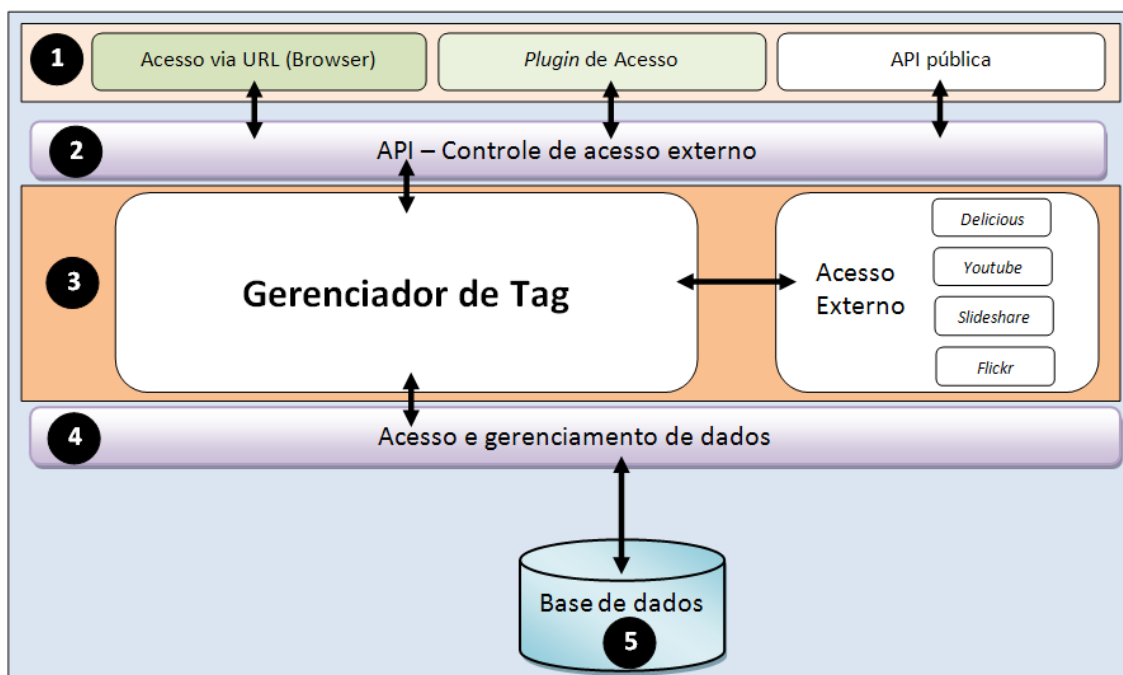 1
Acesso via URL (Browser)
Plugin de Acesso
API pública
2
API – Controle de acesso externo
3
Gerenciador de Tag
Acesso
Externo
Delicious
Youtube
Slideshare
Flickr
4
Acesso e gerenciamento de dados
Base de dados
5